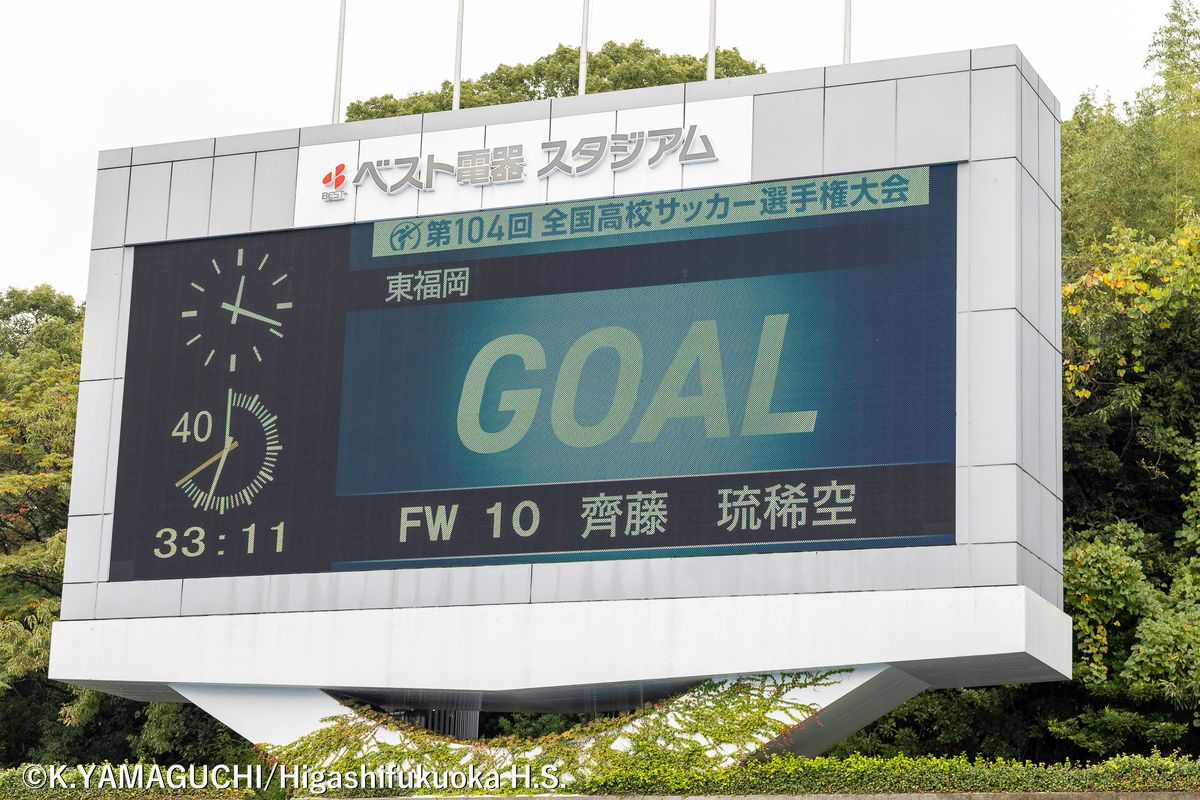 BEST
ベスト電器 スタジアム
第104回 全国高校サッカー選手権大会
東福岡
GOAL
40
33:11
FW 10 齊藤 琉稀空
©K.YAMAGUCHI/Higashifukuoka H.S.